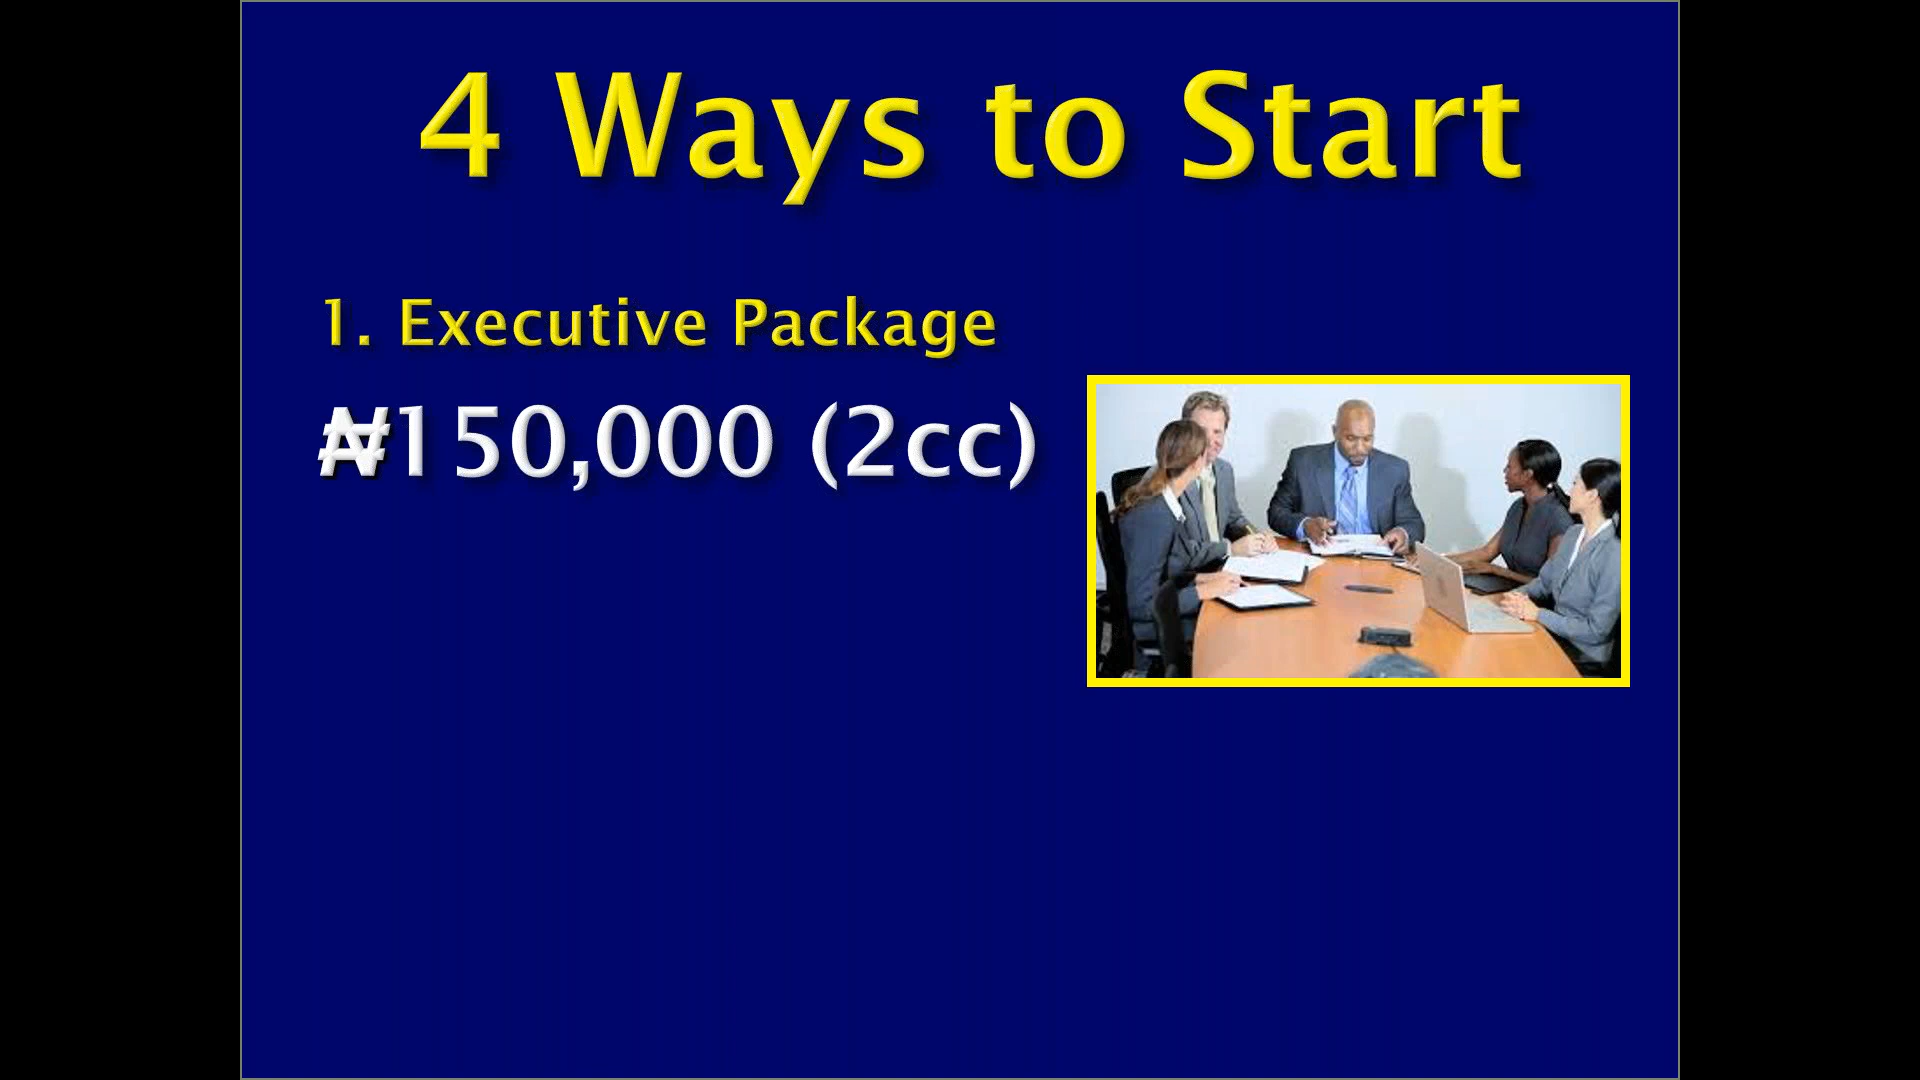 4 Ways to Start
1. Executive Package
₦150,000 (2cc)